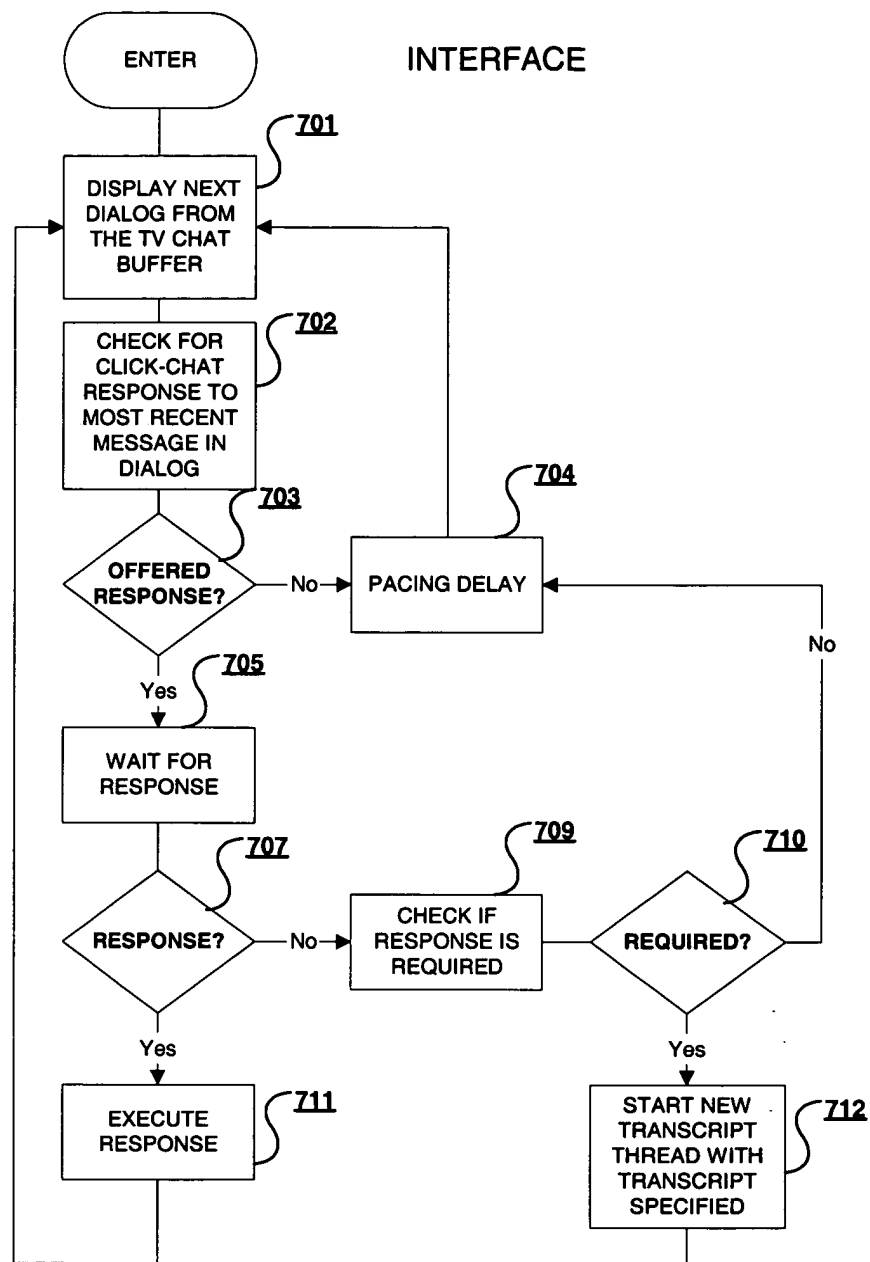 ENTER
INTERFACE
701
DISPLAY NEXT
DIALOG FROM
THE TV CHAT
BUFFER
702
CHECK FOR
CLICK-CHAT
RESPONSE TO
MOST RECENT
MESSAGE IN
DIALOG
703
OFFERED
RESPONSE?
No
704
PACING DELAY
No
Yes
705
WAIT FOR
RESPONSE
707
RESPONSE?
No
709
CHECK IF
RESPONSE IS
REQUIRED
710
REQUIRED?
Yes
Yes
711
EXECUTE
RESPONSE
712
START NEW
TRANSCRIPT
THREAD WITH
TRANSCRIPT
SPECIFIED